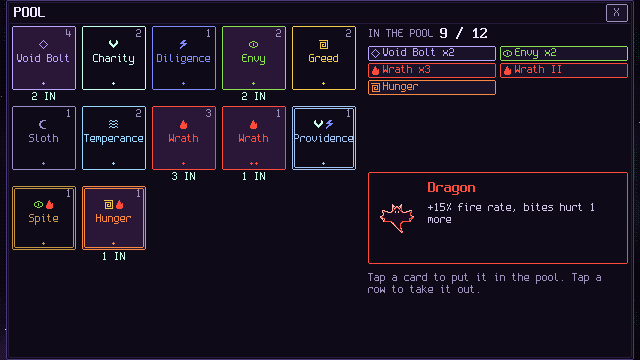 POOL
X
IN THE POOL 9 / 12
4
Void Bolt
2 IN
2
Charity
1
Diligence
2
Envy
2 IN
2
Greed
Void Bolt x2
Envy x2
Wrath x3
Wrath II
Hunger
1
Sloth
2
Temperance
3
Wrath
3 IN
1
Wrath
1 IN
1
Providence
1
Spite
1
Hunger
1 IN
Dragon
+15% fire rate, bites hurt 1
more
Tap a card to put it in the pool. Tap a
row to take it out.